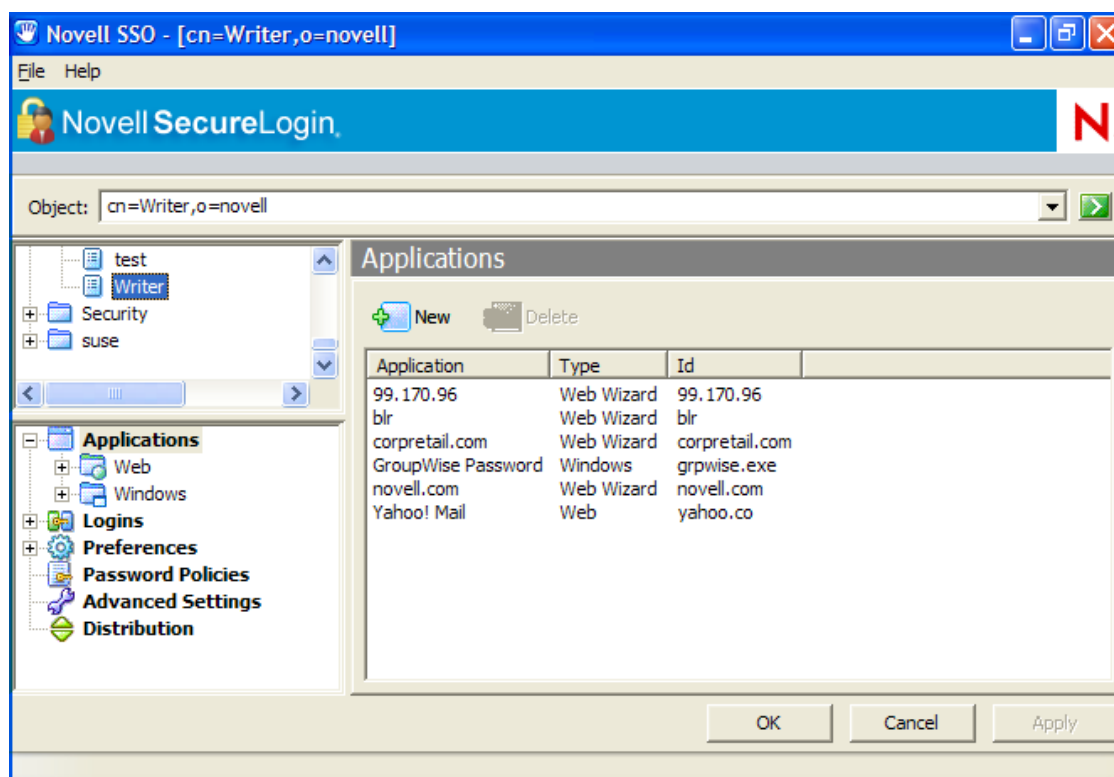 Novell SSO - [cn=Writer,o=novell]
File Help
Novell SecureLogin. N
Object: cn=Writer,o=novell
test
Writer
Security
suse
Applications
Web
Windows
Logins
Preferences
Password Policies
Advanced Settings
Distribution
Applications
New Delete
Application Type Id
99.170.96 Web Wizard 99.170.96
blr Web Wizard blr
corpretail.com Web Wizard corpretail.com
GroupWise Password Windows grpwise.exe
novell.com Web Wizard novell.com
Yahoo! Mail Web yahoo.co
OK Cancel Apply